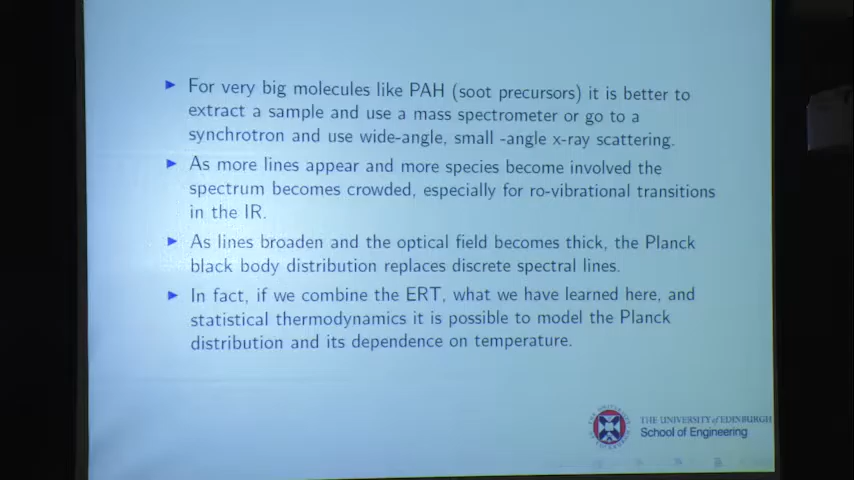 For very big molecules like PAH (soot precursors) it is better to
extract a sample and use a mass spectrometer or go to a
synchrotron and use wide-angle, small -angle x-ray scattering.
As more lines appear and more species become involved the
spectrum becomes crowded, especially for ro-vibrational transitions
in the IR.
As lines broaden and the optical field becomes thick, the Planck
black body distribution replaces discrete spectral lines.
In fact, if we combine the ERT, what we have learned here, and
statistical thermodynamics it is possible to model the Planck
distribution and its dependence on temperature.
THE UNIVERSITY of EDINBURGH
School of Engineering